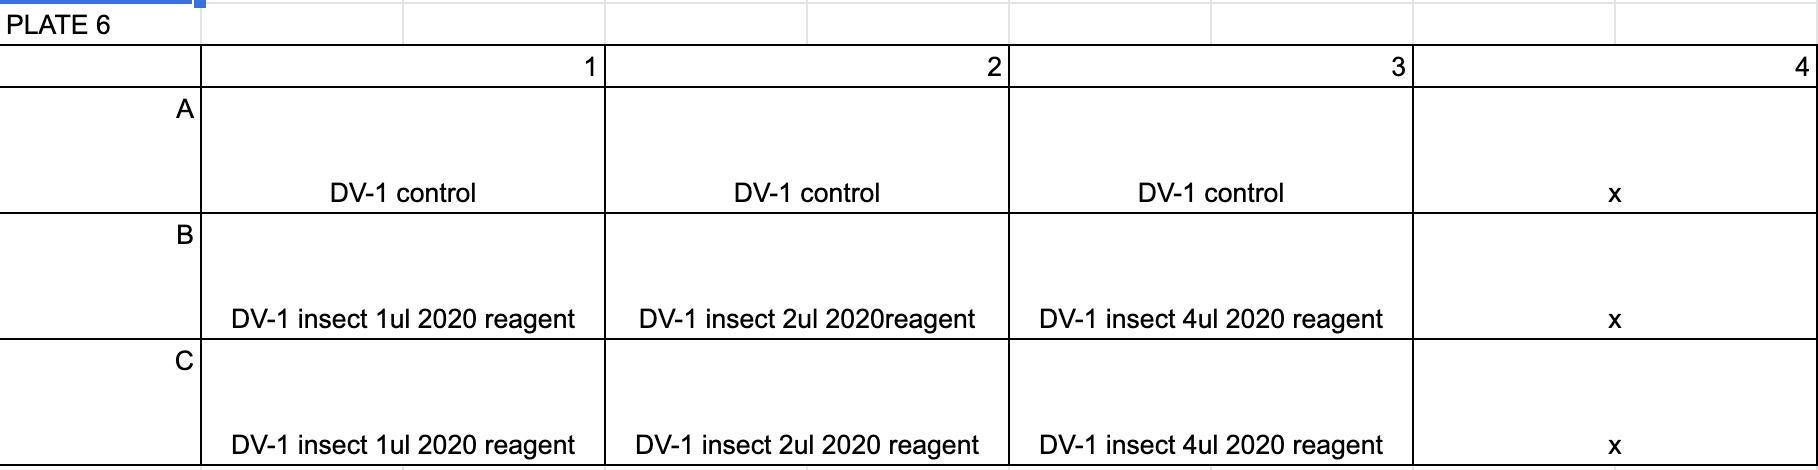 PLATE 6
1 2 3 4
A
DV-1 control DV-1 control DV-1 control x
B
DV-1 insect 1ul 2020 reagent DV-1 insect 2ul 2020reagent DV-1 insect 4ul 2020 reagent x
C
DV-1 insect 1ul 2020 reagent DV-1 insect 2ul 2020 reagent DV-1 insect 4ul 2020 reagent x